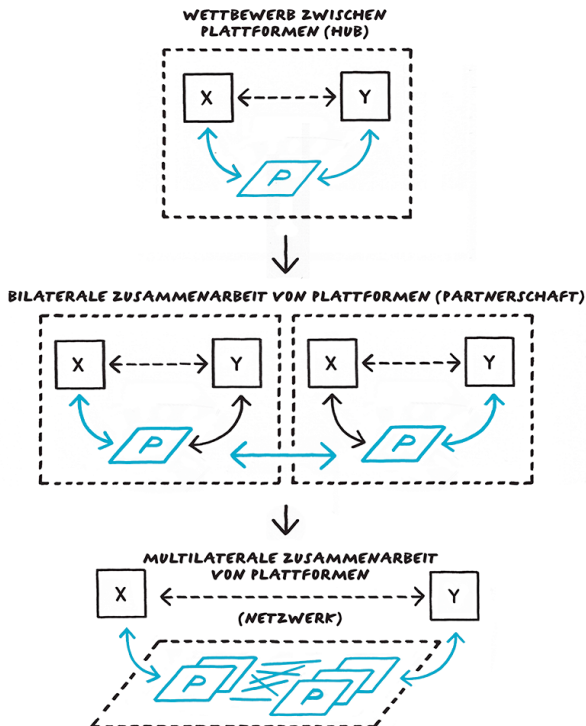 WETTBEWERB ZWISCHEN
PLATTFORMEN (HUB)
X
Y
P
BILATERALE ZUSAMMENARBEIT VON PLATTFORMEN (PARTNERSCHAFT)
X
Y
X
Y
P
P
MULTILATERALE ZUSAMMENARBEIT
VON PLATTFORMEN
X
Y
(NETZWERK)
P
P